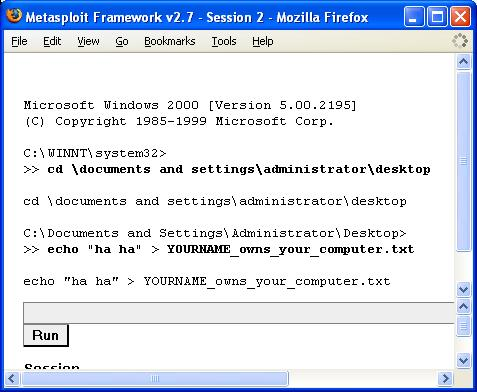 Metasploit Framework v2.7 - Session 2 - Mozilla Firefox
File Edit View Go Bookmarks Tools Help
Microsoft Windows 2000 [Version 5.00.2195]
(C) Copyright 1985-1999 Microsoft Corp.
C:\WINNT\system32>
>> cd \documents and settings\administrator\desktop
cd \documents and settings\administrator\desktop
C:\Documents and Settings\Administrator\Desktop>
>> echo "ha ha" > YOURNAME_owns_your_computer.txt
echo "ha ha" > YOURNAME_owns_your_computer.txt
Run
Session